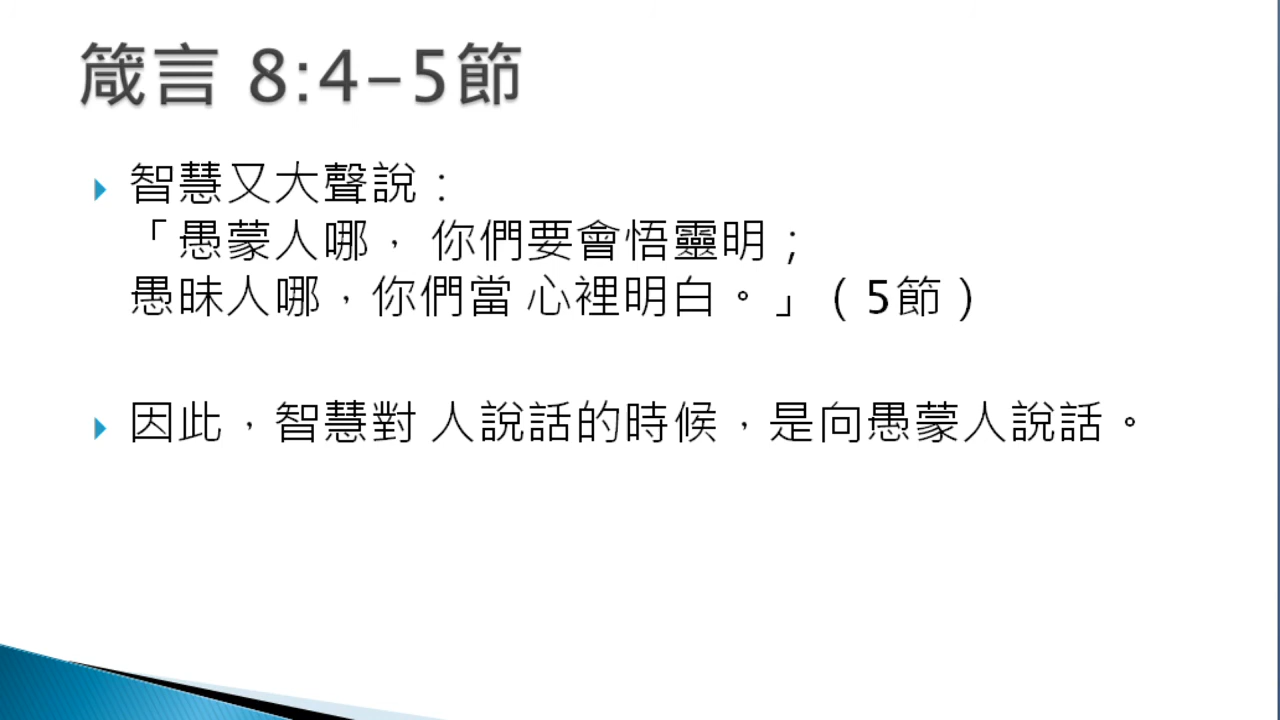 箴言 8:4-5節
智慧又大聲說：
「愚蒙人哪， 你們要會悟靈明；
愚昧人哪，你們當 心裡明白。」（5節）
因此，智慧對 人說話的時候，是向愚蒙人說話。